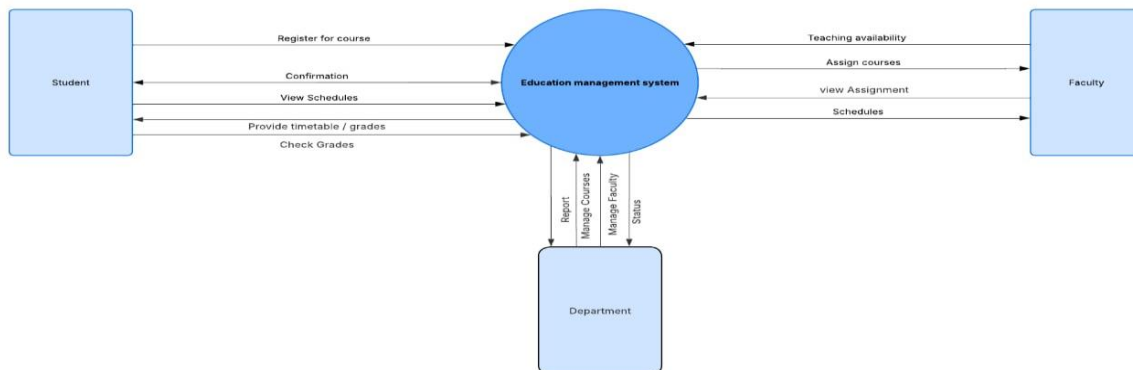 Register for course
Teaching availability
Assign courses
Student
Confirmation
Education management system
Faculty
view Assignment
View Schedules
Schedules
Provide timetable / grades
Check Grades
Report
Manage Courses
Manage Faculty
Status
Department